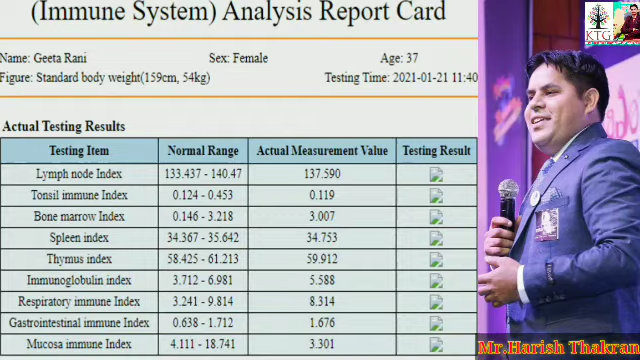 (Immune System) Analysis Report Card
Name: Geeta Rani Sex: Female Age: 37
Figure: Standard body weight(159cm, 54kg) Testing Time: 2021-01-21 11:40
Actual Testing Results
Testing Item Normal Range Actual Measurement Value Testing Result
Lymph node Index 133.437 - 140.47 137.590
Tonsil immune Index 0.124 - 0.453 0.119
Bone marrow Index 0.146 - 3.218 3.007
Spleen index 34.367 - 35.642 34.753
Thymus index 58.425 - 61.213 59.912
Immunoglobulin index 3.712 - 6.981 5.588
Respiratory immune Index 3.241 - 9.814 8.314
Gastrointestinal immune Index 0.638 - 1.712 1.676
Mucosa immune Index 4.111 - 18.741 3.301
KTG
Mr.Harish Thakran